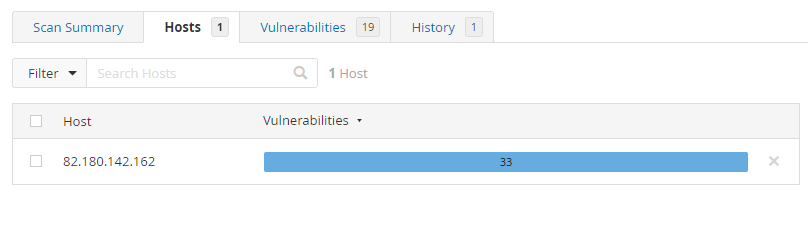 Scan Summary Hosts 1 Vulnerabilities 19 History 1
Filter Search Hosts 1 Host
Host Vulnerabilities
82.180.142.162 33